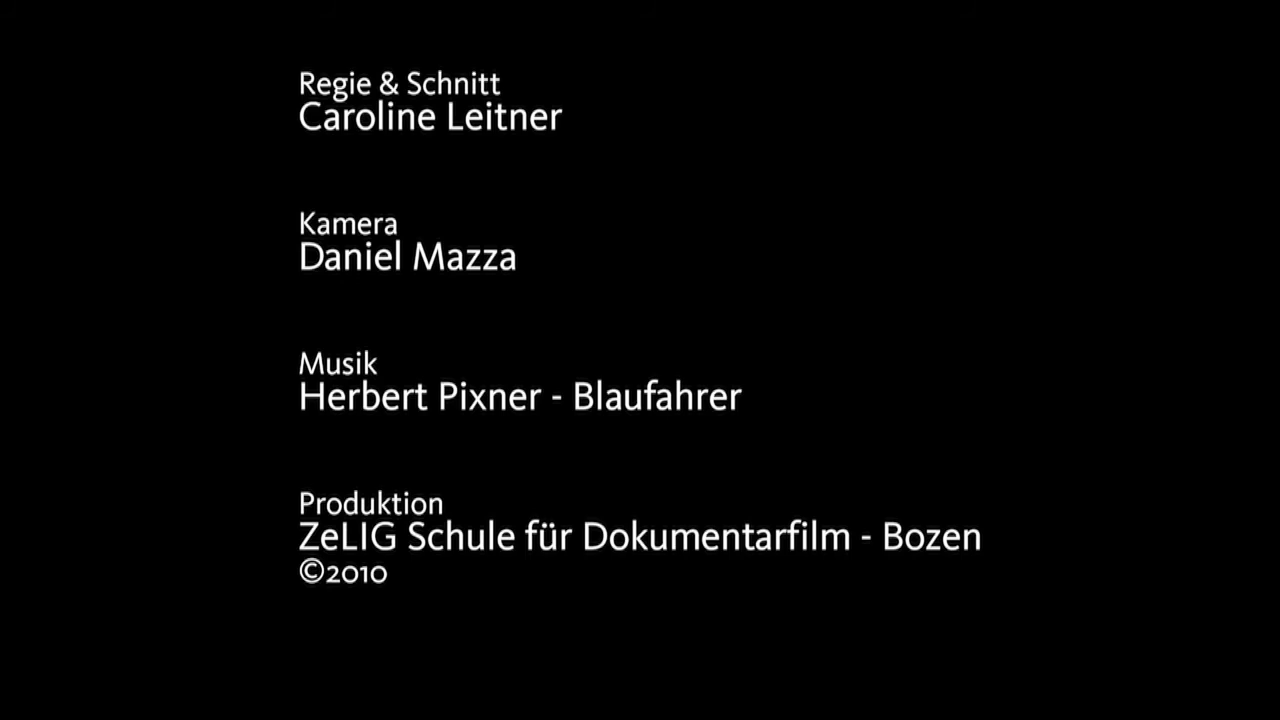 Regie & Schnitt
Caroline Leitner
Kamera
Daniel Mazza
Musik
Herbert Pixner - Blaufahrer
Produktion
ZeLIG Schule für Dokumentarfilm - Bozen
©2010